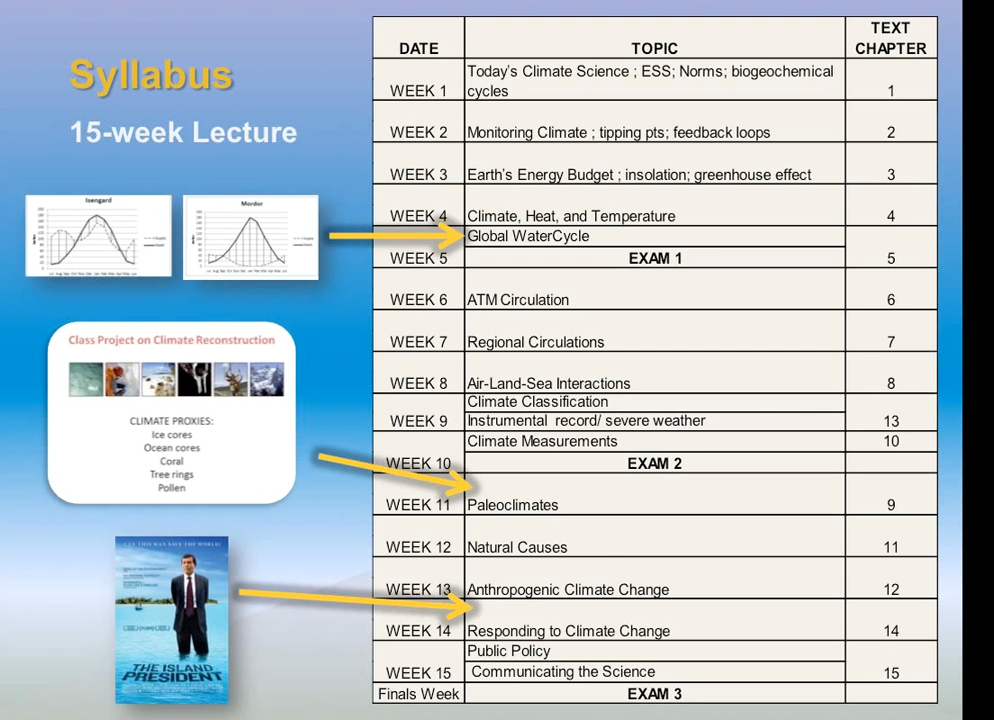 Syllabus
15-week Lecture
Isengard
Mordor
Class Project on Climate Reconstruction
CLIMATE PROXIES:
Ice cores
Ocean cores
Coral
Tree rings
Pollen
CAN THIS MAN SAVE THE WORLD?
THE ISLAND
PRESIDENT
DATE TOPIC TEXT CHAPTER
WEEK 1 Today's Climate Science ; ESS; Norms; biogeochemical
cycles 1
WEEK 2 Monitoring Climate ; tipping pts; feedback loops 2
WEEK 3 Earth's Energy Budget ; insolation; greenhouse effect 3
WEEK 4 Climate, Heat, and Temperature 4
Global WaterCycle
WEEK 5 EXAM 1 5
WEEK 6 ATM Circulation 6
WEEK 7 Regional Circulations 7
WEEK 8 Air-Land-Sea Interactions 8
Climate Classification
WEEK 9 Instrumental record/ severe weather 13
Climate Measurements 10
WEEK 10 EXAM 2
WEEK 11 Paleoclimates 9
WEEK 12 Natural Causes 11
WEEK 13 Anthropogenic Climate Change 12
WEEK 14 Responding to Climate Change 14
Public Policy
WEEK 15 Communicating the Science 15
Finals Week EXAM 3